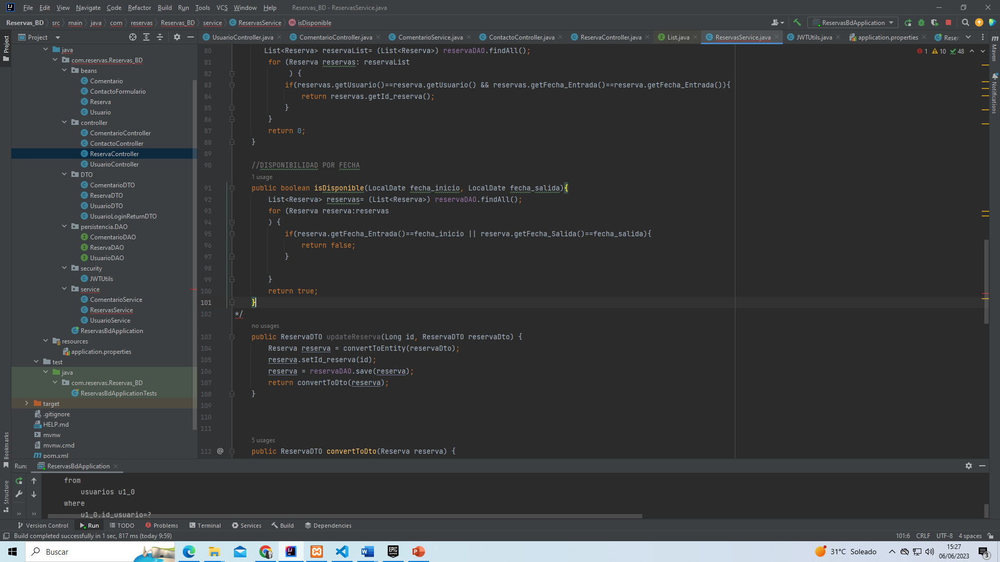 File Edit View Navigate Code Refactor Build Run Tools VCS Window Help Reservas_BD - ReservasService.java
Reservas_BD src main java com reservas Reservas_BD service ReservasService isDisponible ReservasBdApplication
Project
UsuarioController.java ComentarioController.java ComentarioService.java ContactoController.java ReservaController.java List.java ReservasService.java JWTUtils.java application.properties Reser
Project
java
com.reservas.Reservas_BD
beans
Comentario
ContactoFormulario
Reserva
Usuario
controller
ComentarioController
ContactoController
ReservaController
UsuarioController
DTO
ComentarioDTO
ReservaDTO
UsuarioDTO
UsuarioLoginReturnDTO
persistencia.DAO
ComentarioDAO
ReservaDAO
UsuarioDAO
security
JWTUtils
service
ComentarioService
ReservasService
UsuarioService
ReservasBdApplication
resources
application.properties
test
java
com.reservas.Reservas_BD
ReservasBdApplicationTests
target
.gitignore
HELP.md
mvnw
mvnw.cmd
pom.xml
1 10 48
80 List<Reserva> reservaList= (List<Reserva>) reservaDAO.findAll();
81 for (Reserva reservas: reservaList
82 ) {
83 if(reservas.getUsuario()==reserva.getUsuario() && reservas.getFecha_Entrada()==reserva.getFecha_Entrada()){
84 return reservas.getId_reserva();
85 }
86 }
87 return 0;
88 }
89
90 //DISPONIBILIDAD POR FECHA
1 usage
91 public boolean isDisponible(LocalDate fecha_inicio, LocalDate fecha_salida){
92 List<Reserva> reservas= (List<Reserva>) reservaDAO.findAll();
93 for (Reserva reserva:reservas
94 ) {
95 if(reserva.getFecha_Entrada()==fecha_inicio || reserva.getFecha_Salida()==fecha_salida){
96 return false;
97 }
98
99 }
100 return true;
101 }
102 */
no usages
103 public ReservaDTO updateReserva(Long id, ReservaDTO reservaDto) {
104 Reserva reserva = convertToEntity(reservaDto);
105 reserva.setId_reserva(id);
106 reserva = reservaDAO.save(reserva);
107 return convertToDto(reserva);
108 }
109
110
111
5 usages
112 @ public ReservaDTO convertToDto(Reserva reserva) {
Maven
Notifications
Bookmarks
Structure
Run: ReservasBdApplication
from
usuarios u1_0
where
u1_0.id_usuario=?
Version Control Run TODO Problems Terminal Services Build Dependencies
Build completed successfully in 1 sec, 817 ms (today 9:59) 101:6 CRLF UTF-8 4 spaces
Buscar
31°C Soleado
15:27
06/06/2023
3